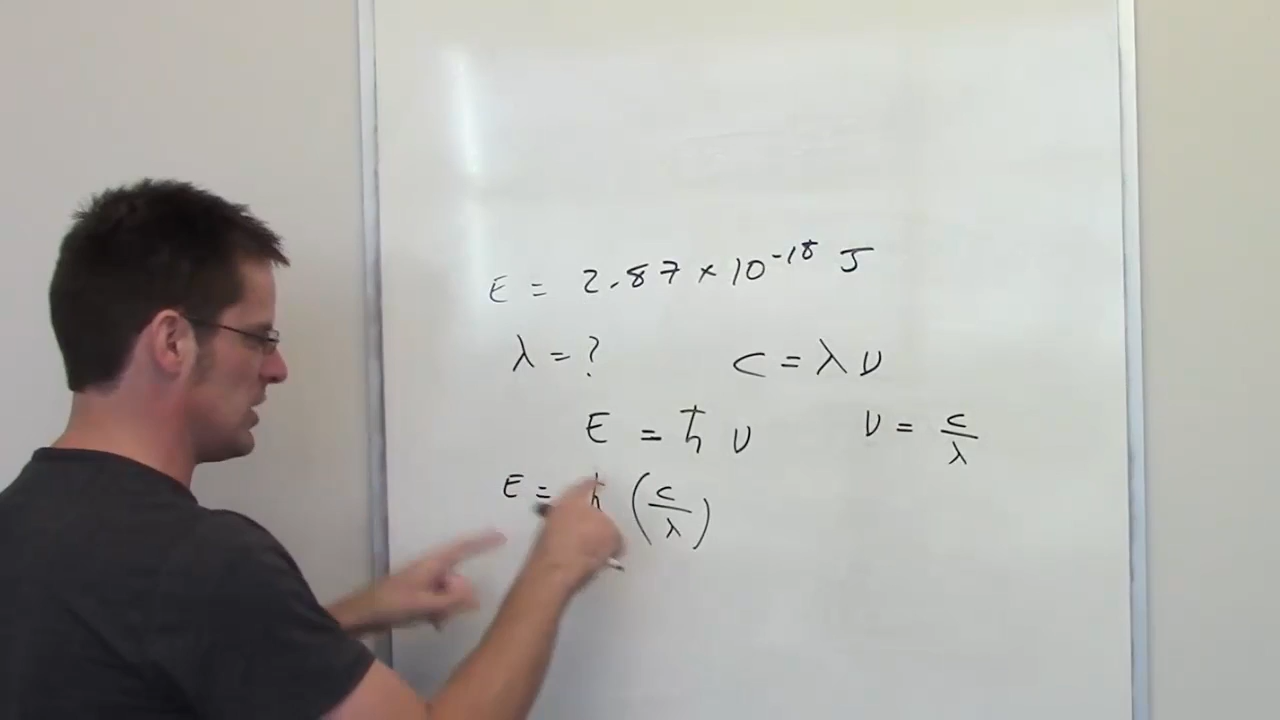 E = 2.87 × 10⁻¹⁸ J
λ = ? c = λ ν
E = ℏ ν ν = c/λ
E = ℏ (c/λ)